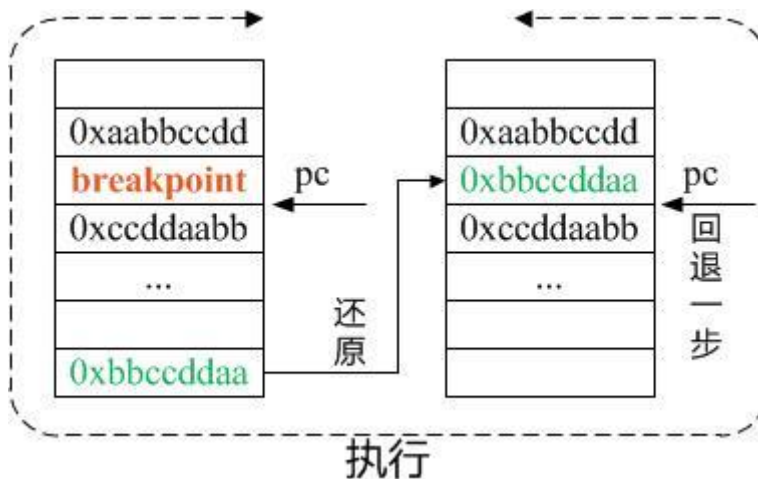 0xaabbccdd
breakpoint
0xccddaabb
...
0xbbccddaa
pc
还原
0xaabbccdd
0xbbccddaa
0xccddaabb
...
pc
回退一步
执行